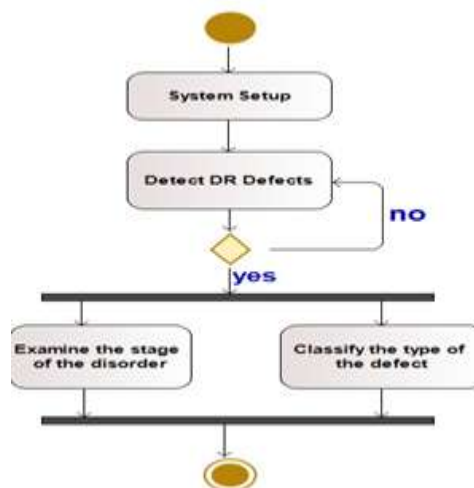 System Setup
Detect DR Defects
no
yes
Examine the stage
of the disorder
Classify the type of
the defect